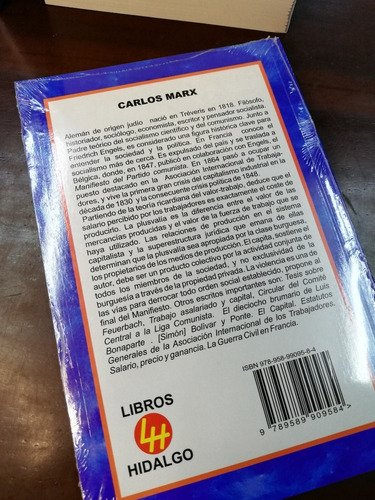 CARLOS MARX
Alemán de origen judio nació en Tréveris en 1818. Filósofo,
historiador, sociólogo, economista, escritor y pensador socialista.
Padre teórico del socialismo científico y del comunismo. Junto a
Friedrich Engels, es considerado una figura histórica clave para
entender la sociedad y la política. En Francia conoce el
socialismo más de cerca. Es expulsado del país y se traslada a
Bélgica, donde, en 1847, publicó en colaboración con Engels, el
Manifiesto del Partido comunista. En 1864 pasó a ocupar un
puesto destacado en la Asociación Internacional de Trabajo
dores, y vive la primera gran crisis del capitalismo industrial en la
década de 1830 y la consecuente crisis política de 1848.
Partiendo de la teoría ricardiana del valor-trabajo, deduce que el
salario percibido por los trabajadores es exactamente el coste de
producirlo. La plusvalía es la diferencia entre el valor de las
mercancías producidas y el valor de la fuerza de trabajo que se
haya utilizado. Las relaciones de producción en el sistema
capitalista y la superestructura jurídica que emana de ellas
determinan que la plusvalía sea apropiada por la clase burguesa,
los propietarios de los medios de producción. El capital, sostiene el
autor, debe ser un producto colectivo por la actividad conjunta de
todos los miembros de la sociedad, y no exclusividad de la
burguesía a través de la propiedad privada. La violencia es una de
las vías para derrocar todo orden social establecido, propone al
final del Manifiesto. Otros escritos importantes son: Tesis sobre
Feuerbach, Trabajo asalariado y capital, Circular del Comité
Central a la Liga Comunista. El dieciocho brumario de Luis
Bonaparte . [Simón] Bolívar y Ponte. El Capital. Estatutos
Generales de la Asociación Internacional de los Trabajadores.
Salario, precio y ganancia. La Guerra Civil en Francia.
ISBN 978-958-99095-8-4
9 789589 909584 >
LIBROS
LH
HIDALGO